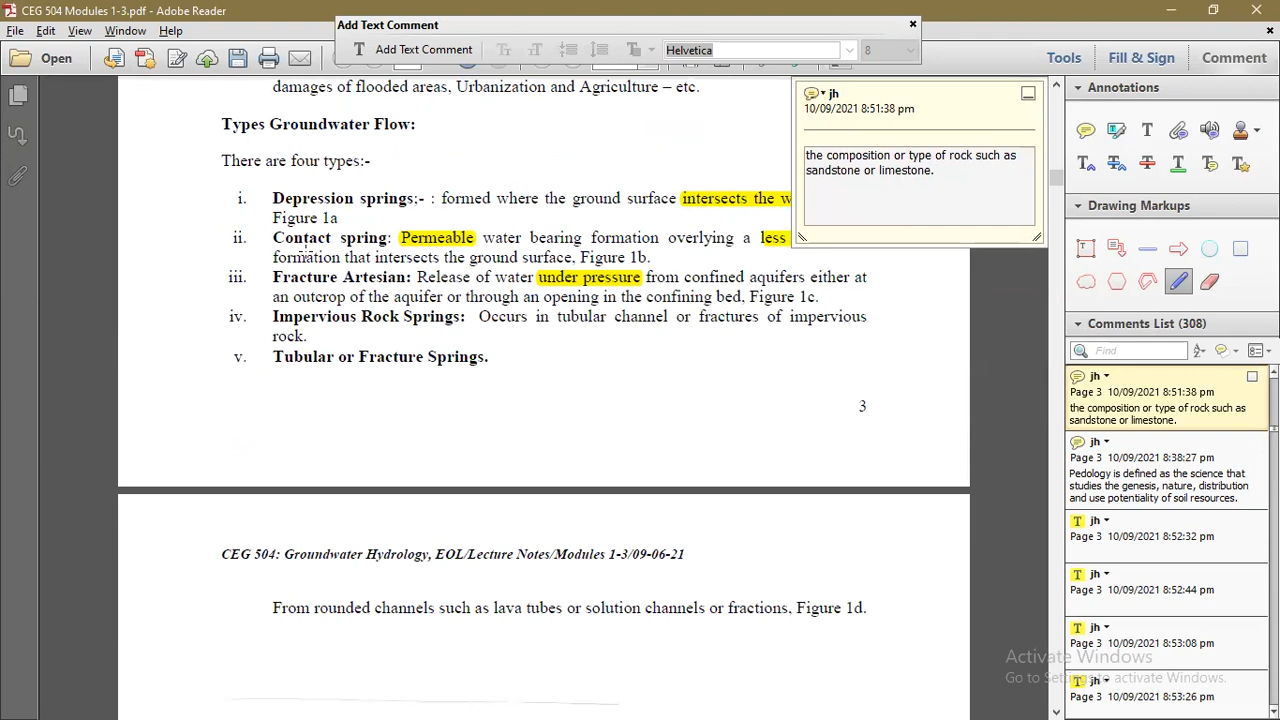 CEG 504 Modules 1-3.pdf - Adobe Reader
File Edit View Window Help
Add Text Comment
Open
Add Text Comment
Helvetica
8
Tools
Fill & Sign
Comment
damages of flooded areas, Urbanization and Agriculture – etc.
Types Groundwater Flow:
There are four types:-
i. Depression springs;- : formed where the ground surface intersects the w
Figure 1a
ii. Contact spring: Permeable water bearing formation overlying a less
formation that intersects the ground surface, Figure 1b.
iii. Fracture Artesian: Release of water under pressure from confined aquifers either at
an outcrop of the aquifer or through an opening in the confining bed, Figure 1c.
iv. Impervious Rock Springs: Occurs in tubular channel or fractures of impervious
rock.
v. Tubular or Fracture Springs.
3
CEG 504: Groundwater Hydrology, EOL/Lecture Notes/Modules 1-3/09-06-21
From rounded channels such as lava tubes or solution channels or fractions, Figure 1d.
jh
10/09/2021 8:51:38 pm
the composition or type of rock such as
sandstone or limestone.
Annotations
Drawing Markups
Comments List (308)
Find
jh
Page 3 10/09/2021 8:51:38 pm
the composition or type of rock such as
sandstone or limestone.
jh
Page 3 10/09/2021 8:38:27 pm
Pedology is defined as the science that
studies the genesis, nature, distribution
and use potentiality of soil resources.
jh
Page 3 10/09/2021 8:52:32 pm
jh
Page 3 10/09/2021 8:52:44 pm
jh
Page 3 10/09/2021 8:53:08 pm
jh
Page 3 10/09/2021 8:53:26 pm
Activate Windows
Go to Settings to activate Windows.